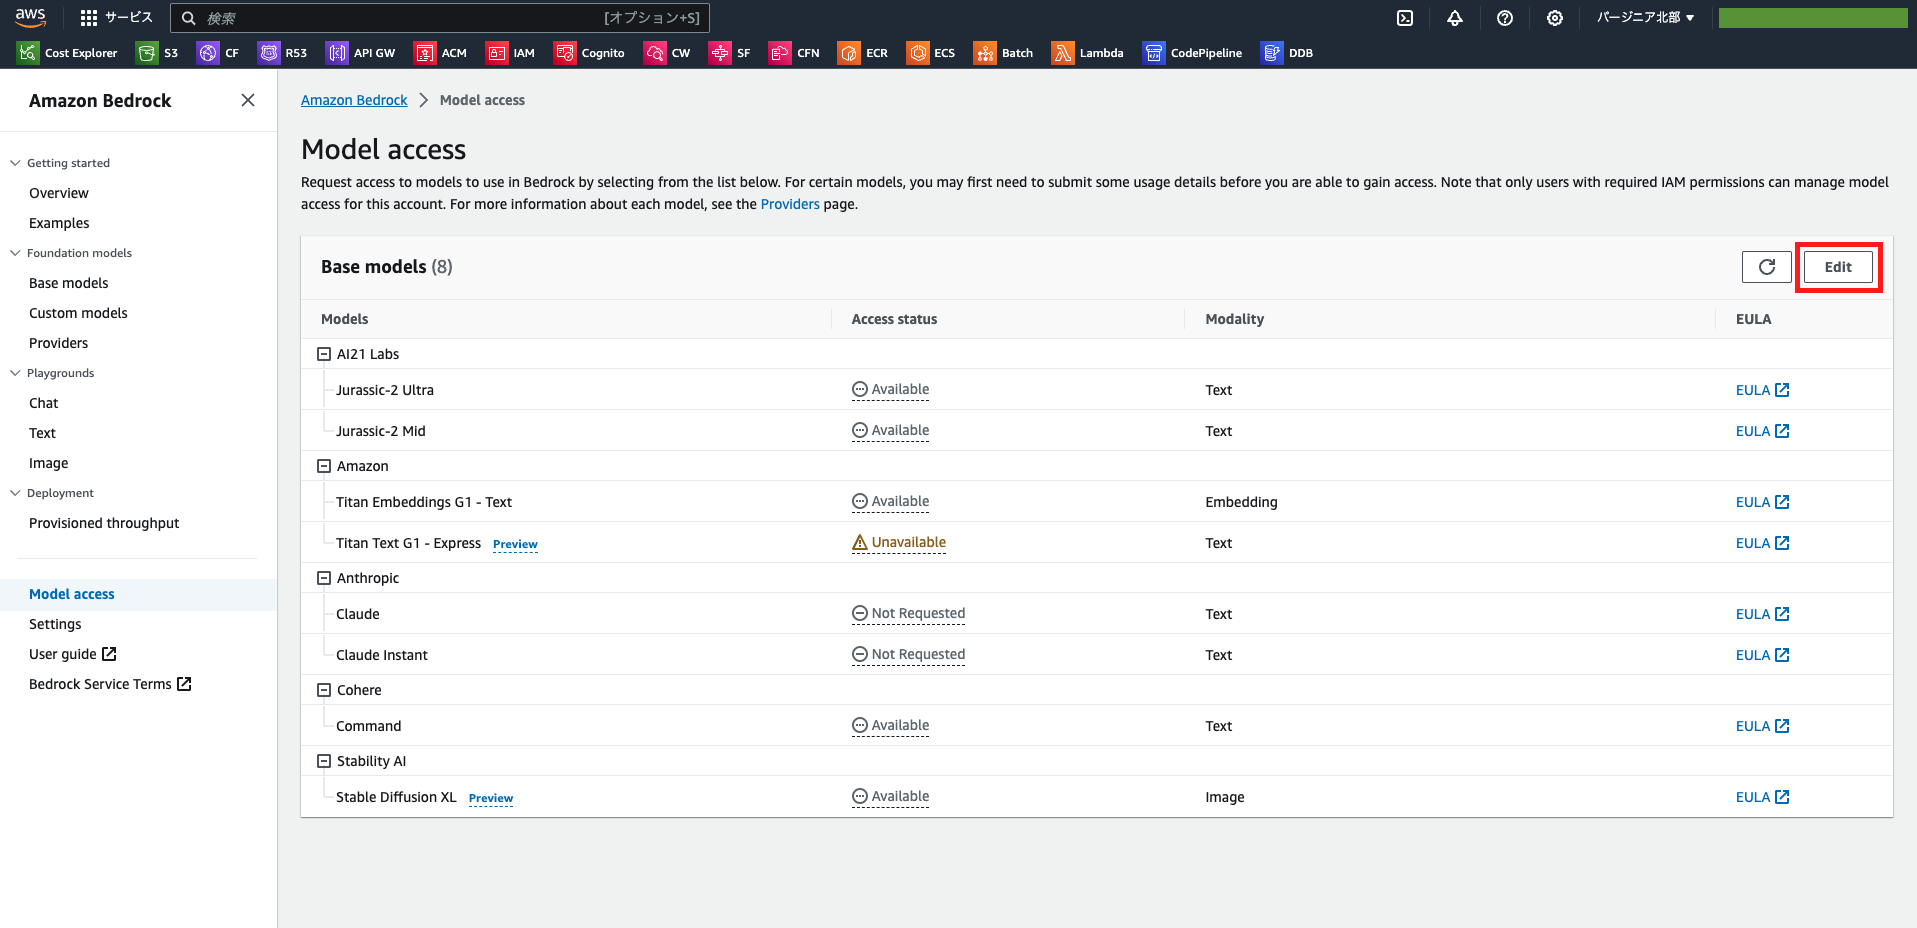 aws サービス 検索 [オプション+S] バージニア北部 ▼
Cost Explorer S3 CF R53 API GW ACM IAM Cognito CW SF CFN ECR ECS Batch Lambda CodePipeline DDB
Amazon Bedrock
Getting started
Overview
Examples
Foundation models
Base models
Custom models
Providers
Playgrounds
Chat
Text
Image
Deployment
Provisioned throughput
Model access
Settings
User guide
Bedrock Service Terms
Amazon Bedrock > Model access
Model access
Request access to models to use in Bedrock by selecting from the list below. For certain models, you may first need to submit some usage details before you are able to gain access. Note that only users with required IAM permissions can manage model
access for this account. For more information about each model, see the Providers page.
Base models (8) Edit
Models Access status Modality EULA
AI21 Labs
Jurassic-2 Ultra Available Text EULA
Jurassic-2 Mid Available Text EULA
Amazon
Titan Embeddings G1 - Text Available Embedding EULA
Titan Text G1 - Express Preview Unavailable Text EULA
Anthropic
Claude Not Requested Text EULA
Claude Instant Not Requested Text EULA
Cohere
Command Available Text EULA
Stability AI
Stable Diffusion XL Preview Available Image EULA